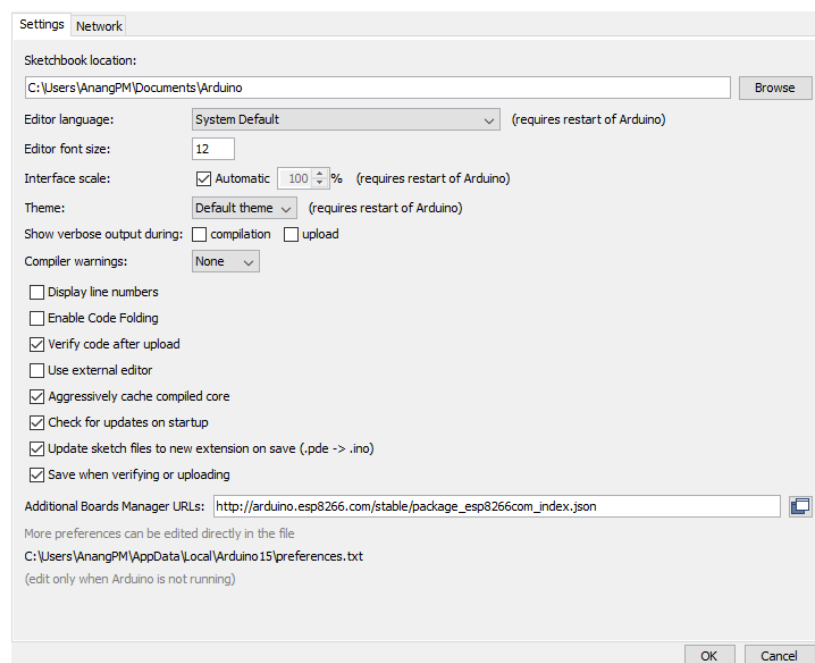 Settings Network
Sketchbook location:
C:\Users\AnangPM\Documents\Arduino Browse
Editor language: System Default (requires restart of Arduino)
Editor font size: 12
Interface scale: Automatic 100 % (requires restart of Arduino)
Theme: Default theme (requires restart of Arduino)
Show verbose output during: compilation upload
Compiler warnings: None
Display line numbers
Enable Code Folding
Verify code after upload
Use external editor
Aggressively cache compiled core
Check for updates on startup
Update sketch files to new extension on save (.pde -> .ino)
Save when verifying or uploading
Additional Boards Manager URLs: http://arduino.esp8266.com/stable/package_esp8266com_index.json
More preferences can be edited directly in the file
C:\Users\AnangPM\AppData\Local\Arduino15\preferences.txt
(edit only when Arduino is not running)
OK Cancel